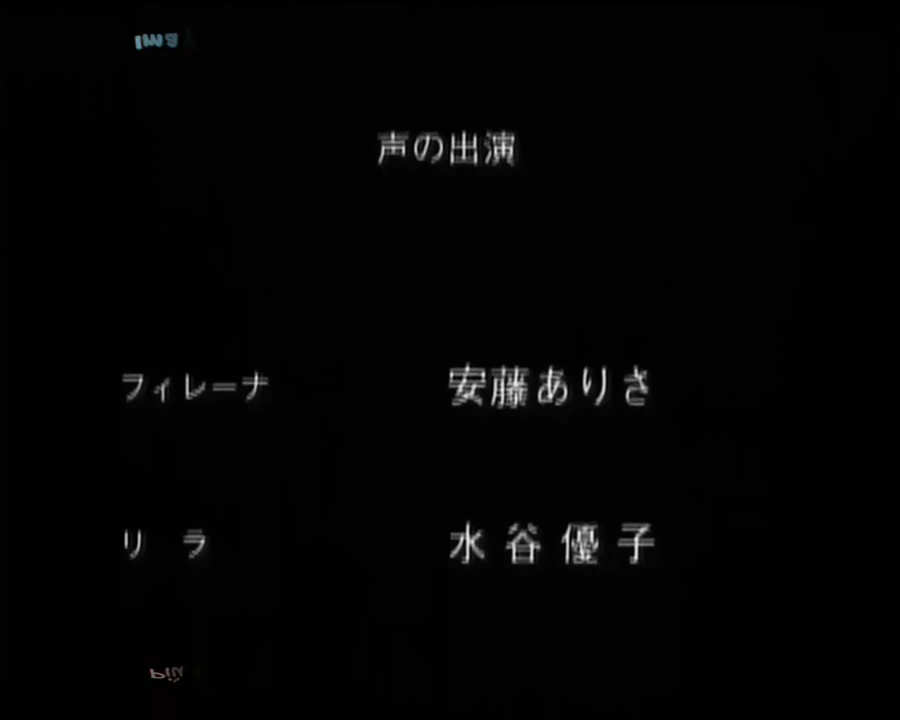 声の出演
フィレーナ 安藤ありさ
リラ 水谷優子